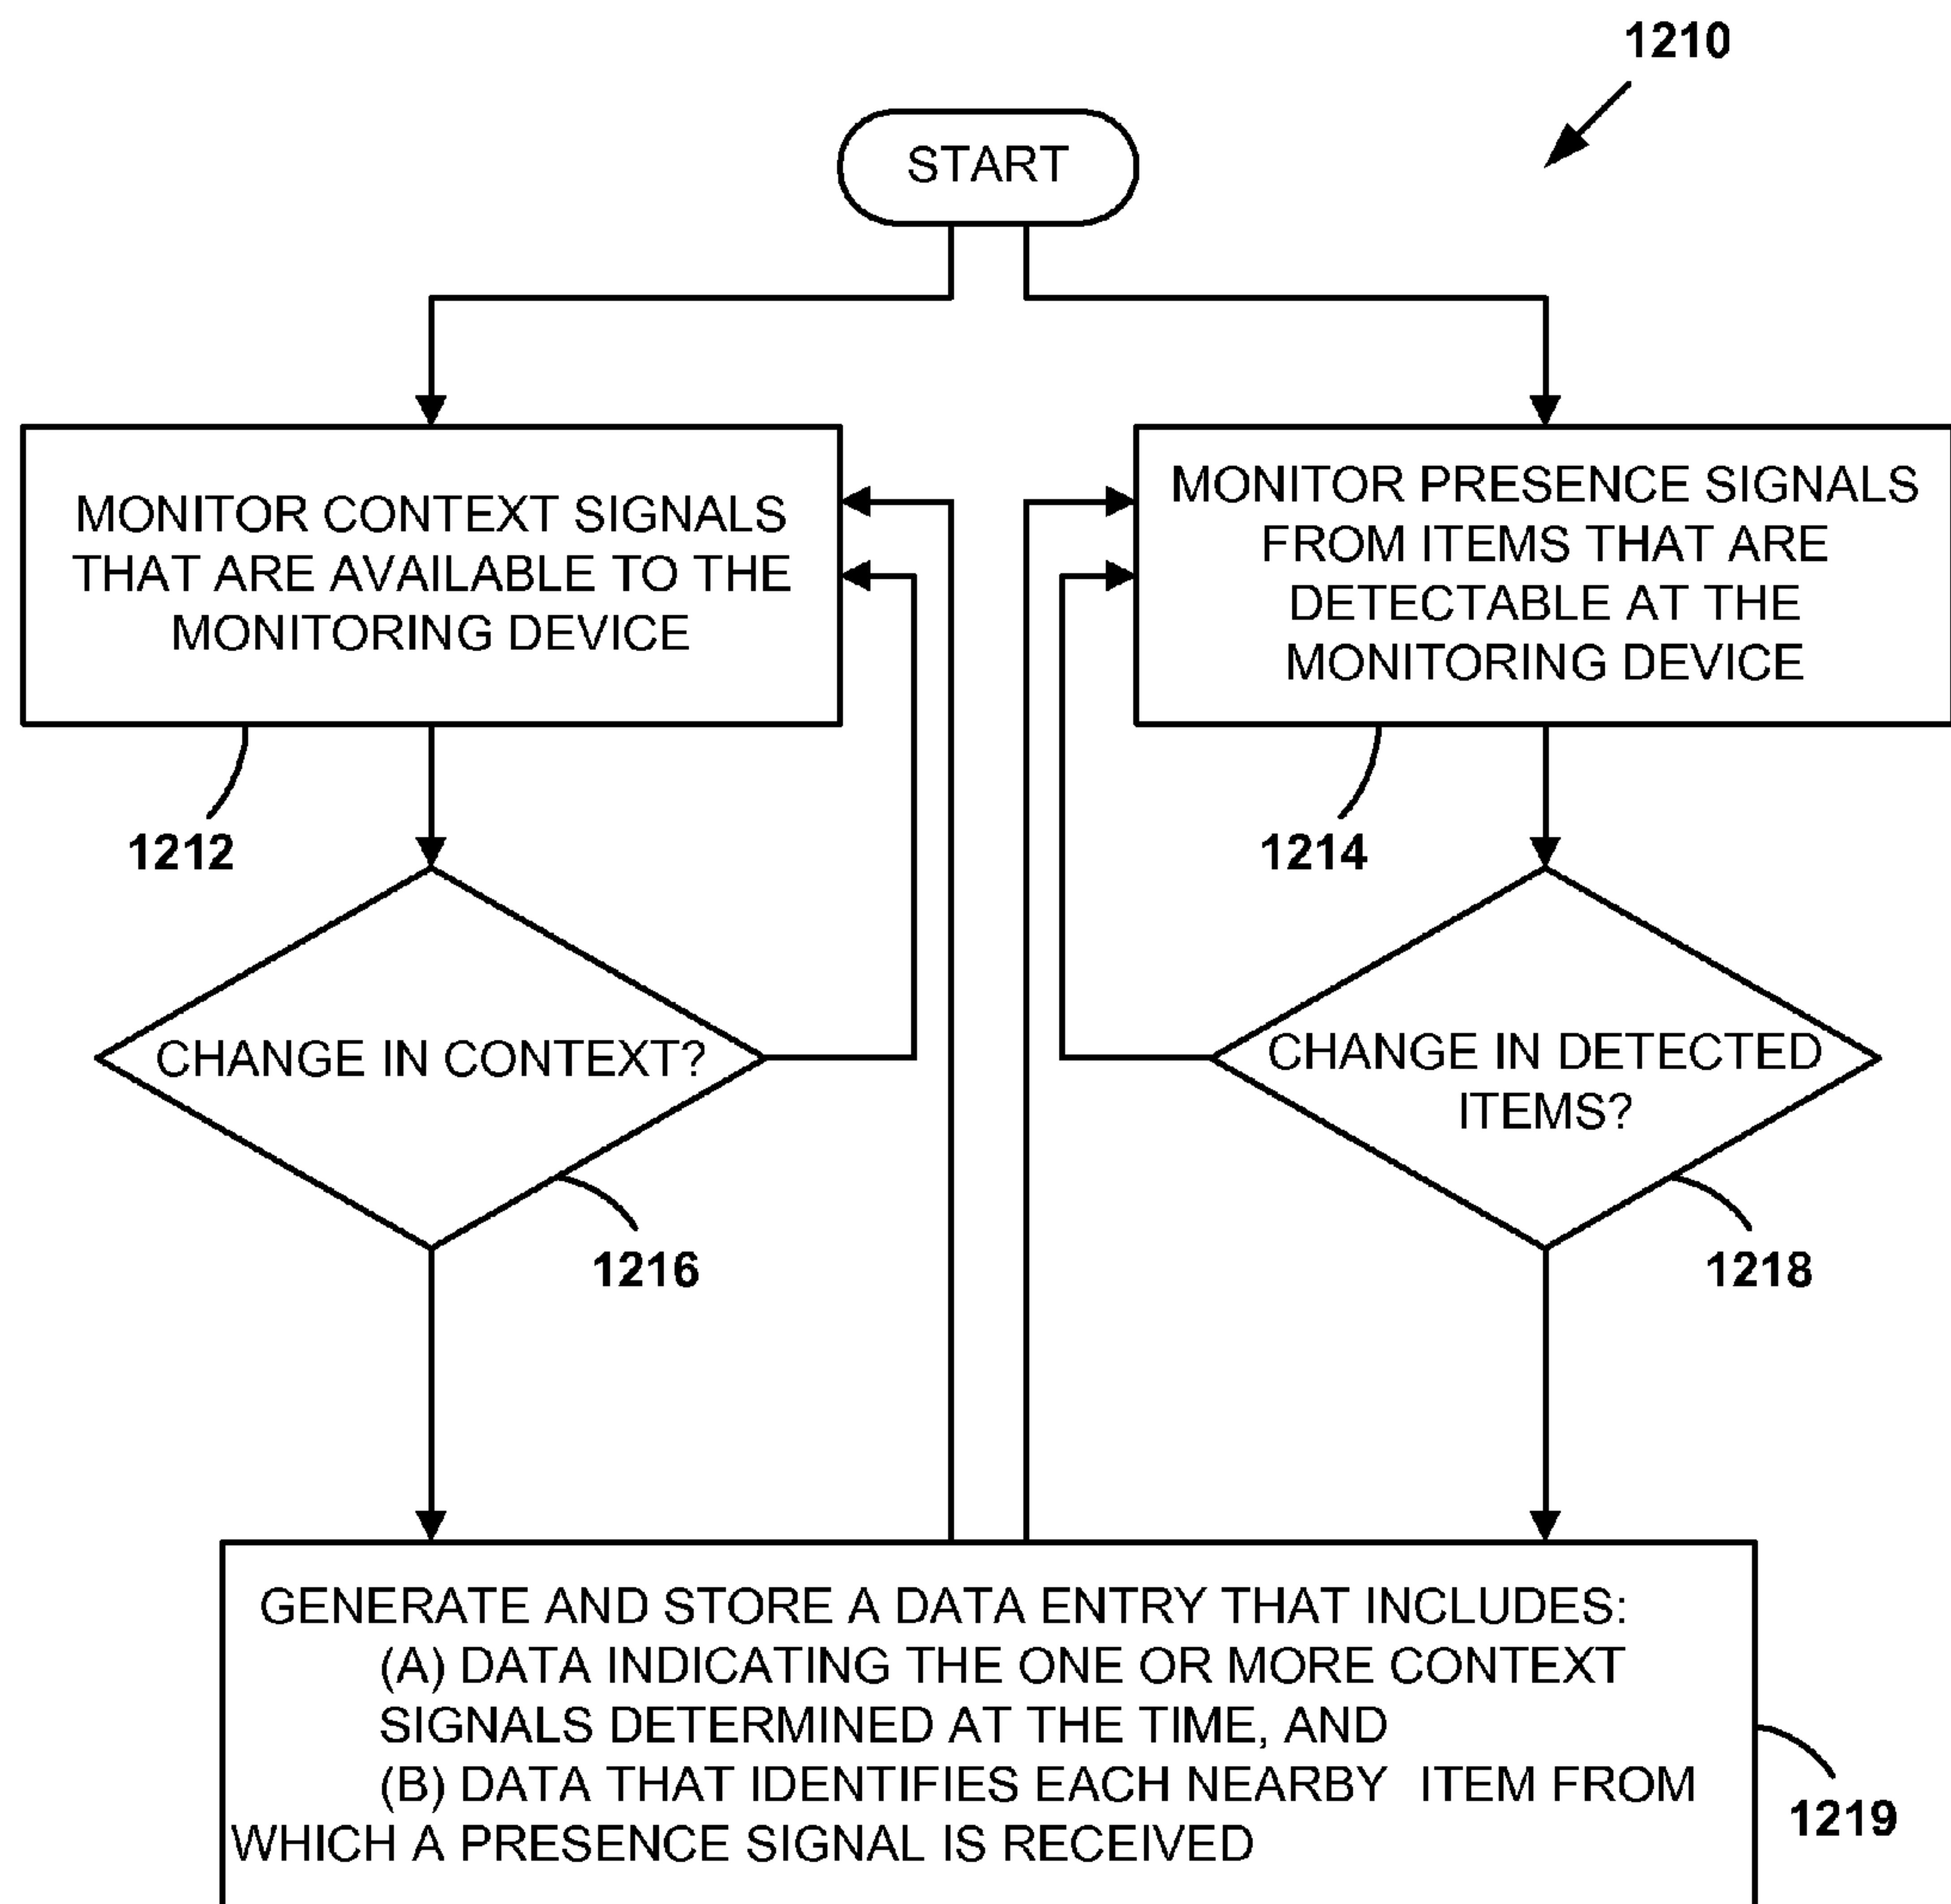 1210
START
MONITOR CONTEXT SIGNALS
THAT ARE AVAILABLE TO THE
MONITORING DEVICE
MONITOR PRESENCE SIGNALS
FROM ITEMS THAT ARE
DETECTABLE AT THE
MONITORING DEVICE
1212
1214
CHANGE IN CONTEXT?
CHANGE IN DETECTED
ITEMS?
1216
1218
GENERATE AND STORE A DATA ENTRY THAT INCLUDES:
(A) DATA INDICATING THE ONE OR MORE CONTEXT
SIGNALS DETERMINED AT THE TIME, AND
(B) DATA THAT IDENTIFIES EACH NEARBY ITEM FROM
WHICH A PRESENCE SIGNAL IS RECEIVED
1219